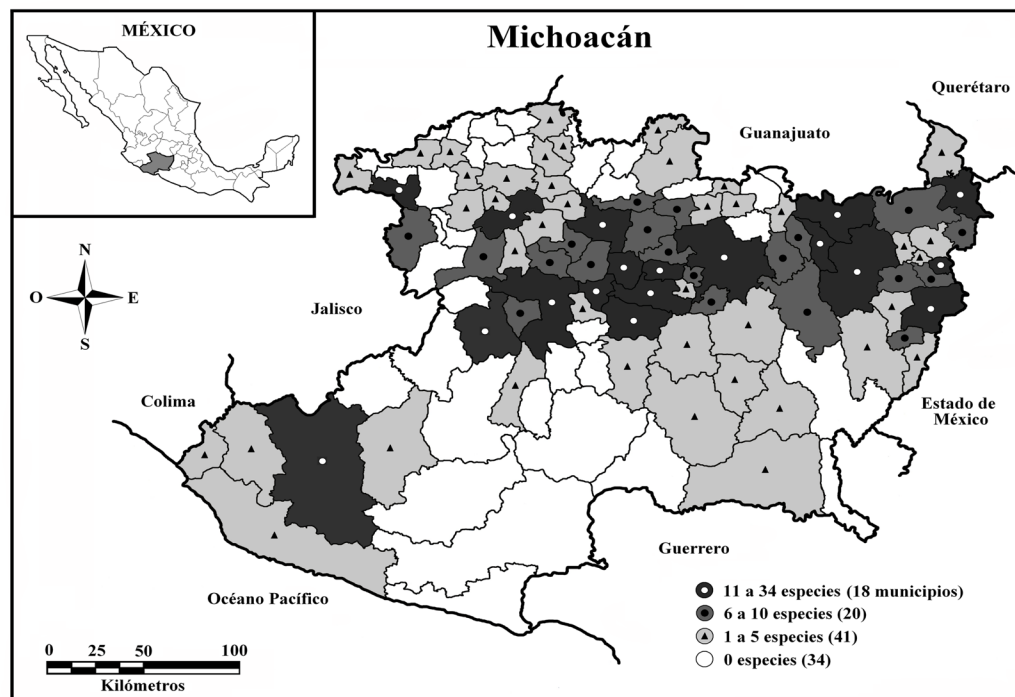 MÉXICO
Michoacán
Querétaro
Guanajuato
N
O E
S
Jalisco
Colima
Estado de
México
Guerrero
Océano Pacífico
11 a 34 especies (18 municipios)
6 a 10 especies (20)
1 a 5 especies (41)
0 especies (34)
0 25 50 100
Kilómetros